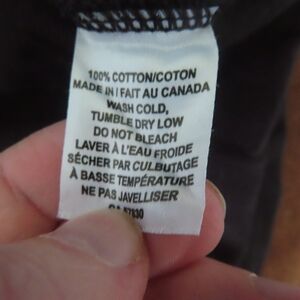 100% COTTON/COTON
MADE IN / FAIT AU CANADA
WASH COLD,
TUMBLE DRY LOW
DO NOT BLEACH
LAVER À L'EAU FROIDE
SÉCHER PAR CULBUTAGE
À BASSE TEMPÉRATURE
NE PAS JAVELLISER